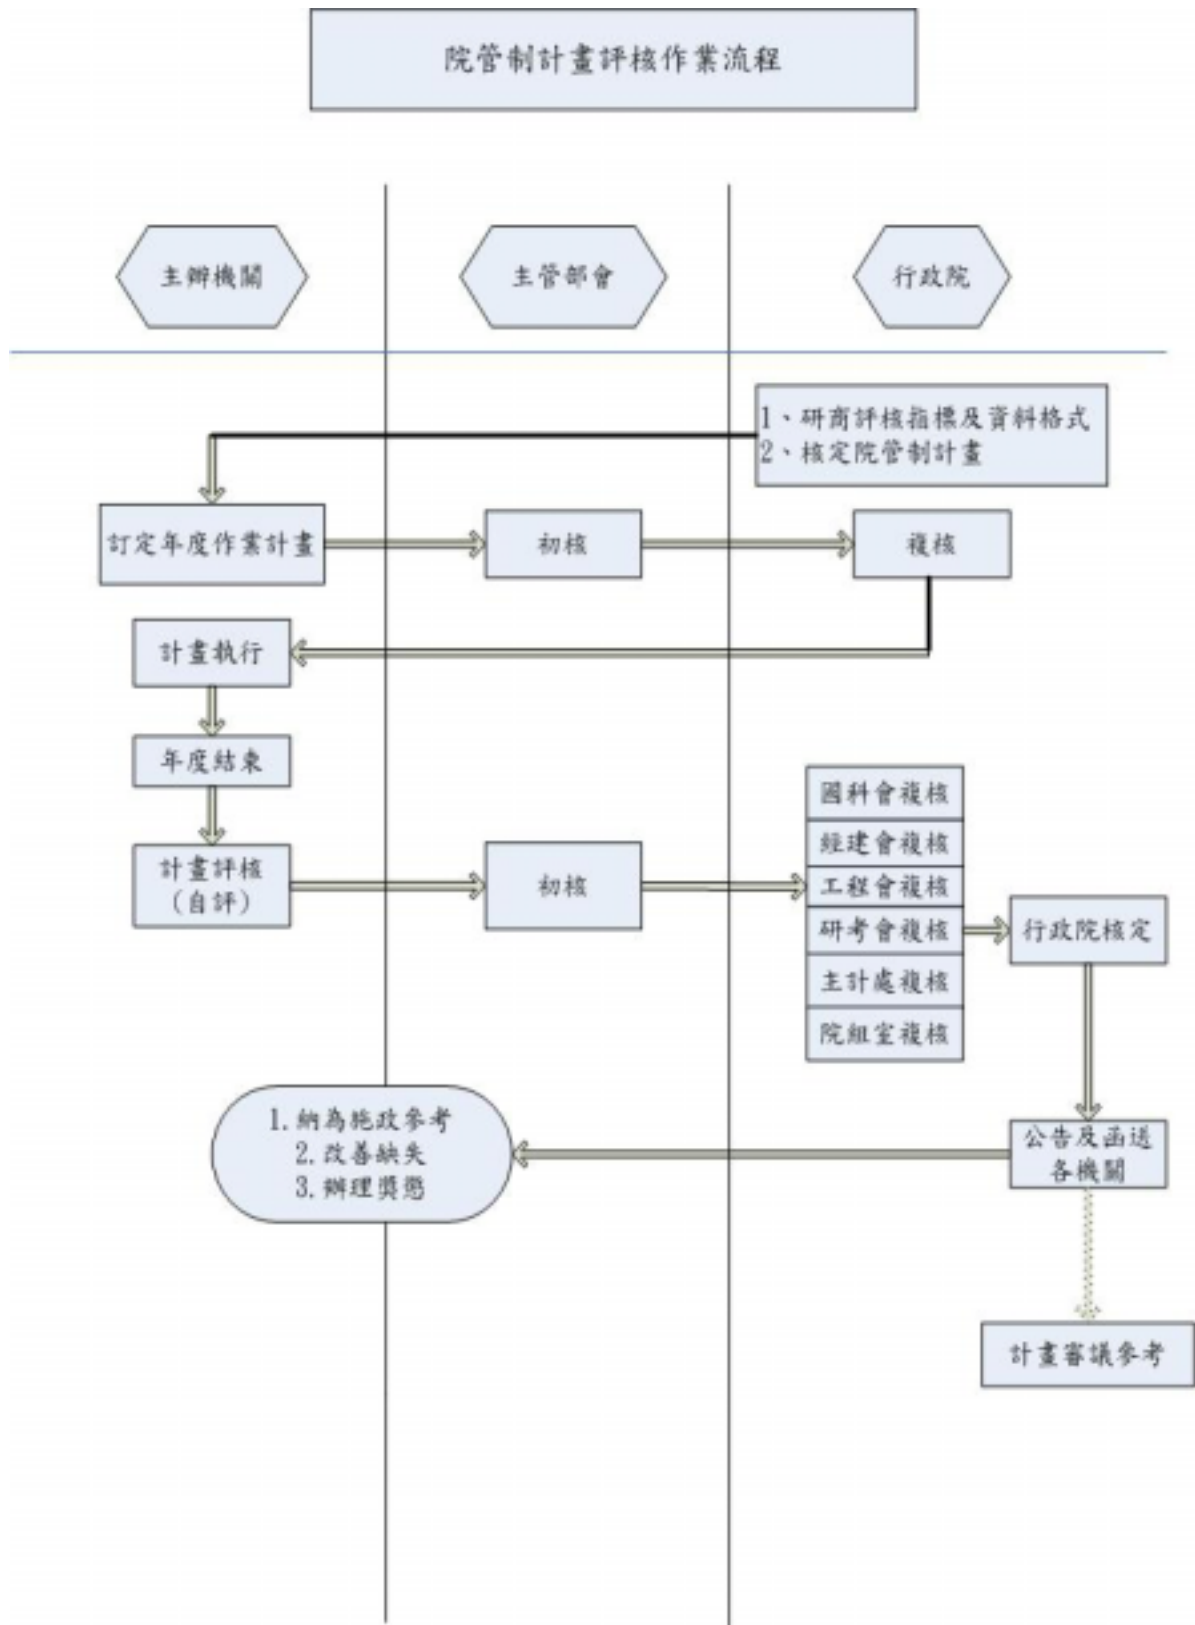 院管制計畫評核作業流程
主辦機關
主管部會
行政院
1、研商評核指標及資料格式
2、核定院管制計畫
訂定年度作業計畫
初核
複核
計畫執行
年度結束
計畫評核
(自評)
初核
國科會複核
經建會複核
工程會複核
研考會複核
主計處複核
院組室複核
行政院核定
公告及函送
各機關
1.納為施政參考
2.改善缺失
3.辦理獎懲
計畫審議參考